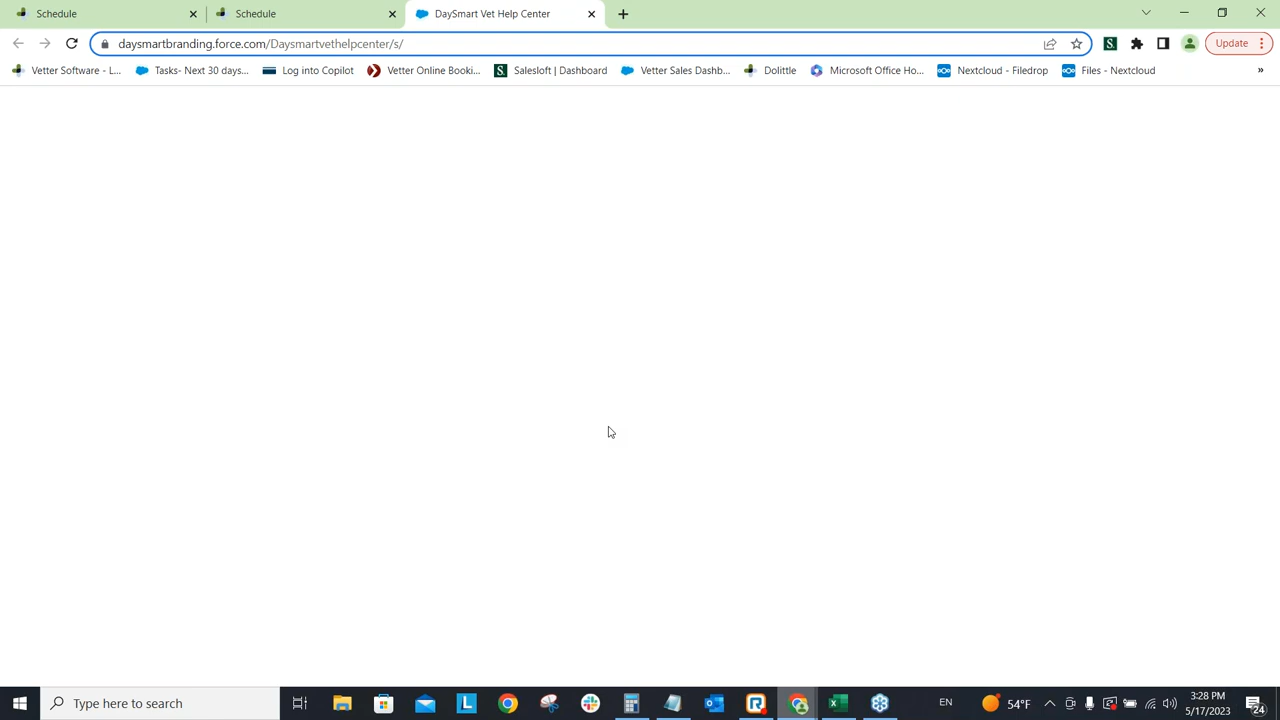 Schedule
Schedule
DaySmart Vet Help Center
daysmartbranding.force.com/Daysmartvethelpcenter/s/
Update
Vetter Software - L...
Tasks- Next 30 days...
Log into Copilot
Vetter Online Booki...
Salesloft | Dashboard
Vetter Sales Dashb...
Dolittle
Microsoft Office Ho...
Nextcloud - Filedrop
Files - Nextcloud
»
Type here to search
54°F
EN
3:28 PM
5/17/2023
24